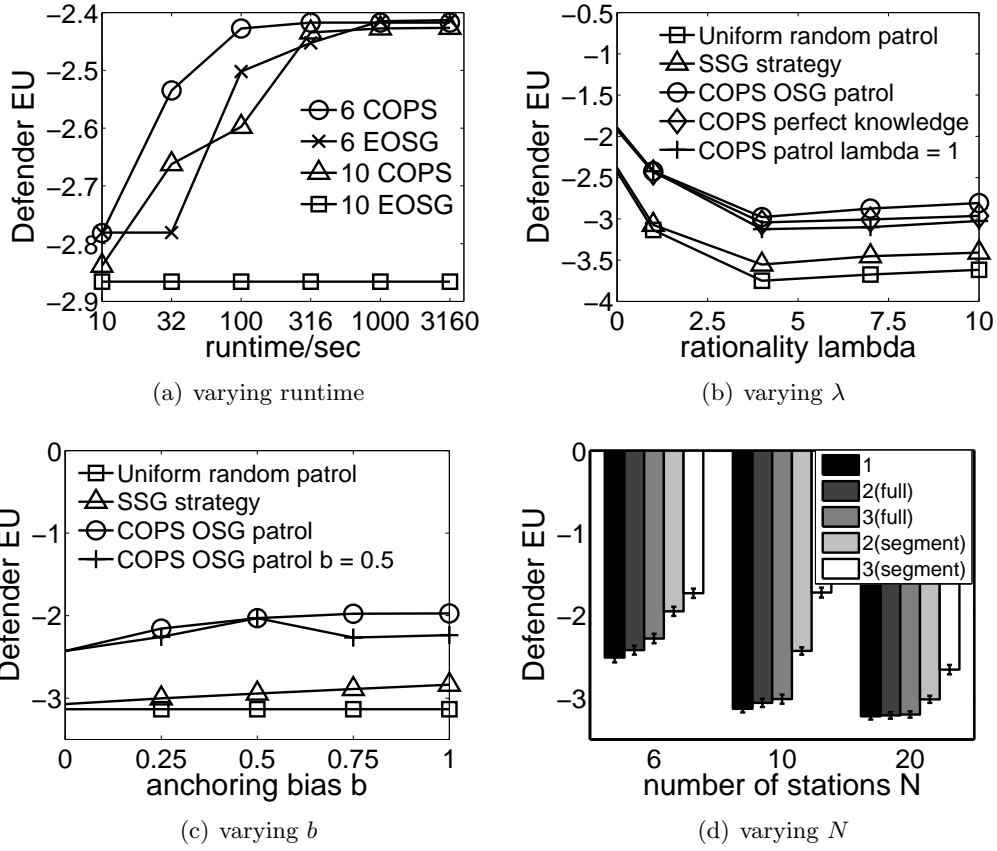 −2.4
−2.5
−2.6
−2.7
−2.8
−2.9
Defender EU
6 COPS
6 EOSG
10 COPS
10 EOSG
10 32 100 316 1000 3160
runtime/sec
(a) varying runtime
−0.5
−1
−1.5
−2
−2.5
−3
−3.5
−4
Defender EU
Uniform random patrol
SSG strategy
COPS OSG patrol
COPS perfect knowledge
COPS patrol lambda = 1
0 2.5 5 7.5 10
rationality lambda
(b) varying λ
0
−1
−2
−3
Defender EU
Uniform random patrol
SSG strategy
COPS OSG patrol
COPS OSG patrol b = 0.5
0 0.25 0.5 0.75 1
anchoring bias b
(c) varying b
0
−1
−2
−3
Defender EU
1
2(full)
3(full)
2(segment)
3(segment)
6 10 20
number of stations N
(d) varying N